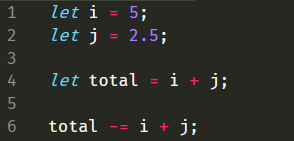 1 let i = 5;
2 let j = 2.5;
3
4 let total = i + j;
5
6 total -= i + j;